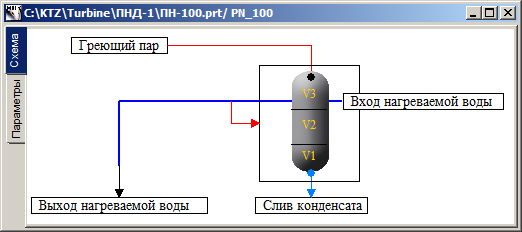 C:\KTZ\Turbine\ПНД-1\ПН-100.prt/ PN_100
Схема
Параметры
Греющий пар
V3
Вход нагреваемой воды
V2
V1
Выход нагреваемой воды
Слив конденсата